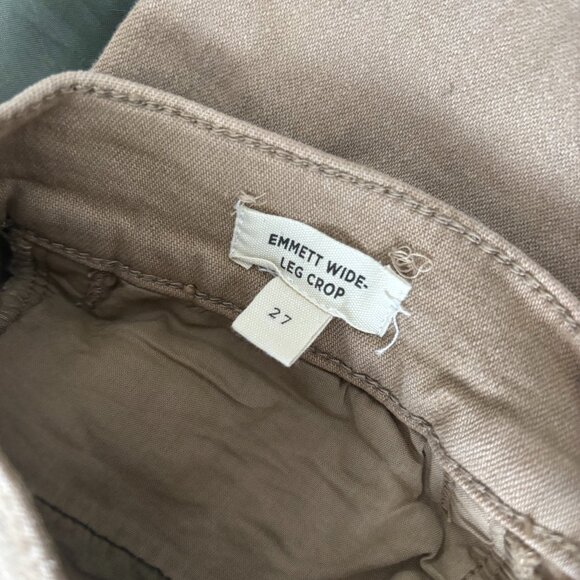 EMMETT WIDE-
LEG CROP
27